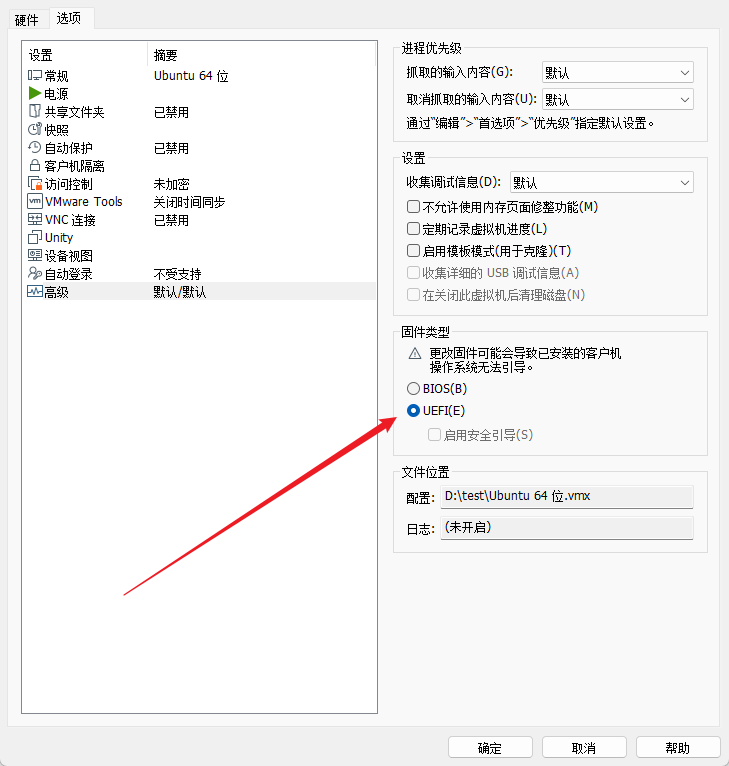 硬件 选项
设置 摘要
常规 Ubuntu 64 位
电源
共享文件夹 已禁用
快照
自动保护 已禁用
客户机隔离
访问控制 未加密
VMware Tools 关闭时间同步
VNC 连接 已禁用
Unity
设备视图
自动登录 不受支持
高级 默认/默认
进程优先级
抓取的输入内容(G): 默认
取消抓取的输入内容(U): 默认
通过“编辑”>“首选项”>“优先级”指定默认设置。
设置
收集调试信息(D): 默认
不允许使用内存页面修整功能(M)
定期记录虚拟机进度(L)
启用模板模式(用于克隆)(T)
收集详细的 USB 调试信息(A)
在关闭此虚拟机后清理磁盘(N)
固件类型
更改固件可能会导致已安装的客户机
操作系统无法引导。
BIOS(B)
UEFI(E)
启用安全引导(S)
文件位置
配置: D:\test\Ubuntu 64 位.vmx
日志: (未开启)
确定 取消 帮助